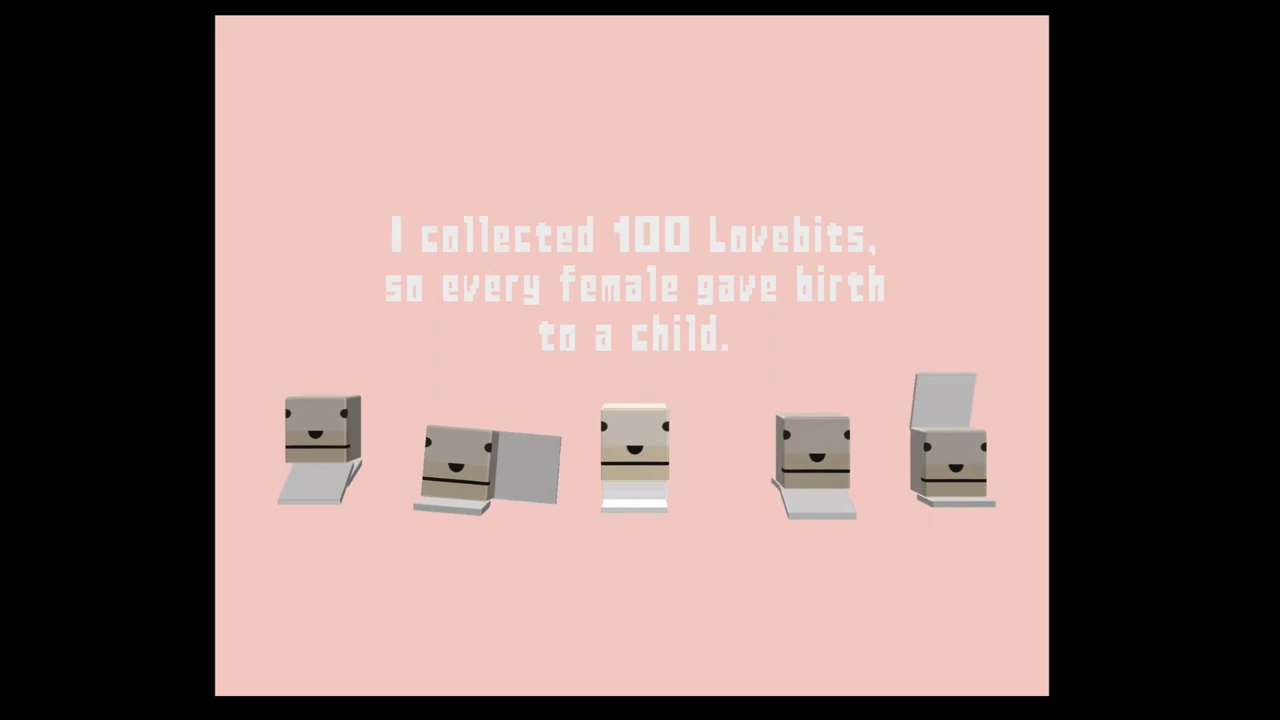 I collected 100 Lovebits,
so every female gave birth
to a child.